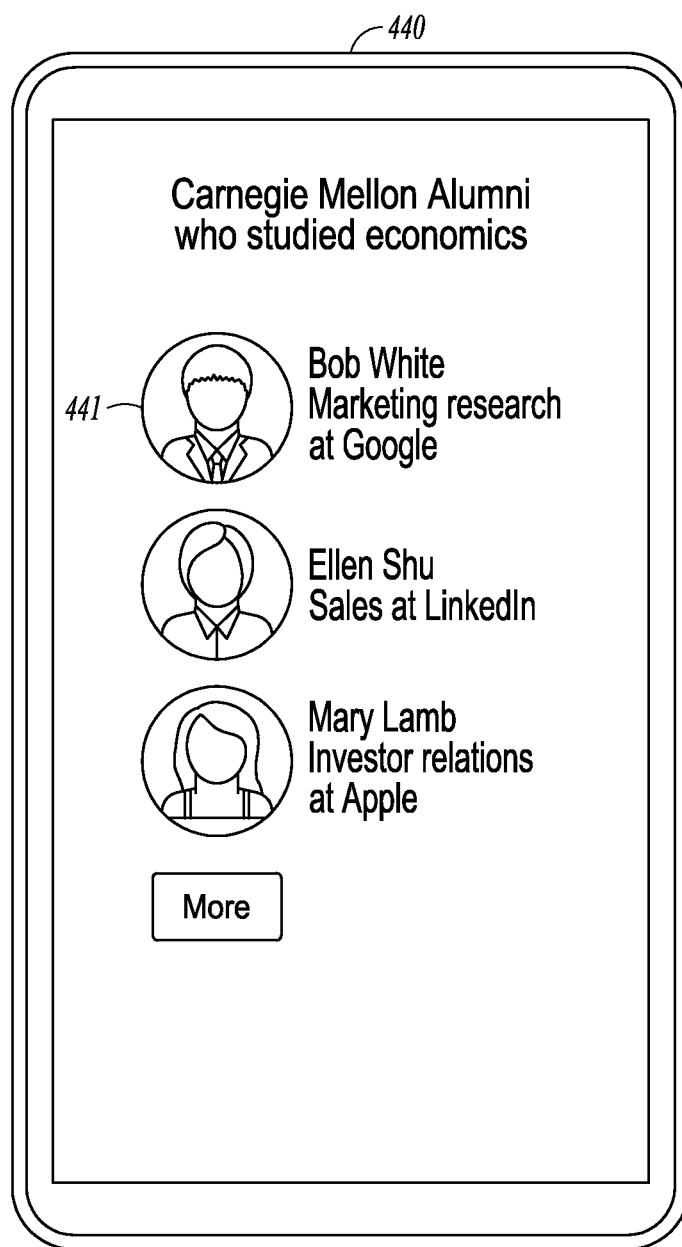 440
Carnegie Mellon Alumni
who studied economics
441
Bob White
Marketing research
at Google
Ellen Shu
Sales at LinkedIn
Mary Lamb
Investor relations
at Apple
More